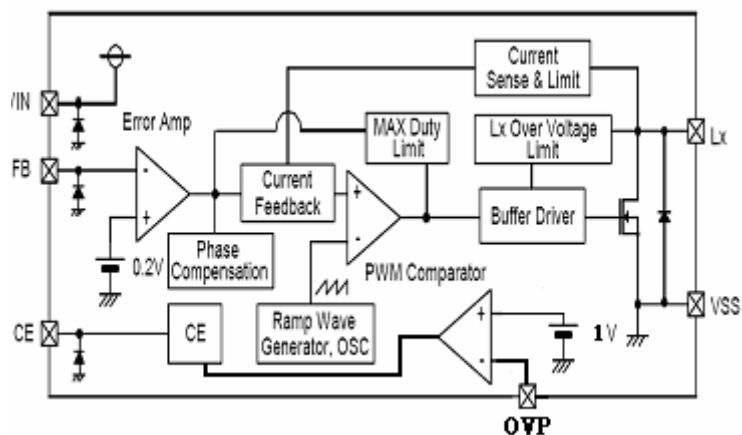 VIN
Error Amp
FB
-
+
0.2V
Phase
Compensation
Current
Feedback
Current
Sense & Limit
MAX Duty
Limit
Lx Over Voltage
Limit
Lx
+
-
PWM Comparator
Buffer Driver
Ramp Wave
Generator, OSC
CE
CE
+
-
1V
VSS
OVP